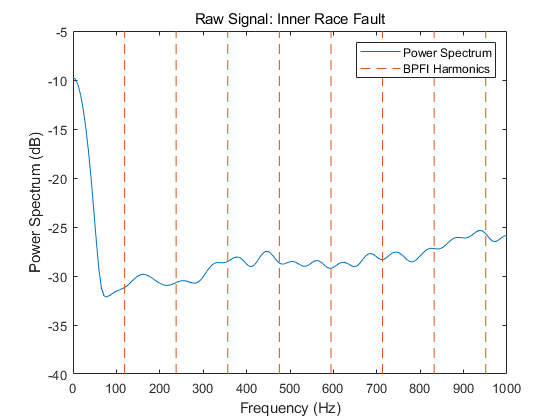 Raw Signal: Inner Race Fault
Power Spectrum
BPFI Harmonics
Power Spectrum (dB)
-5
-10
-15
-20
-25
-30
-35
-40
0 100 200 300 400 500 600 700 800 900 1000
Frequency (Hz)